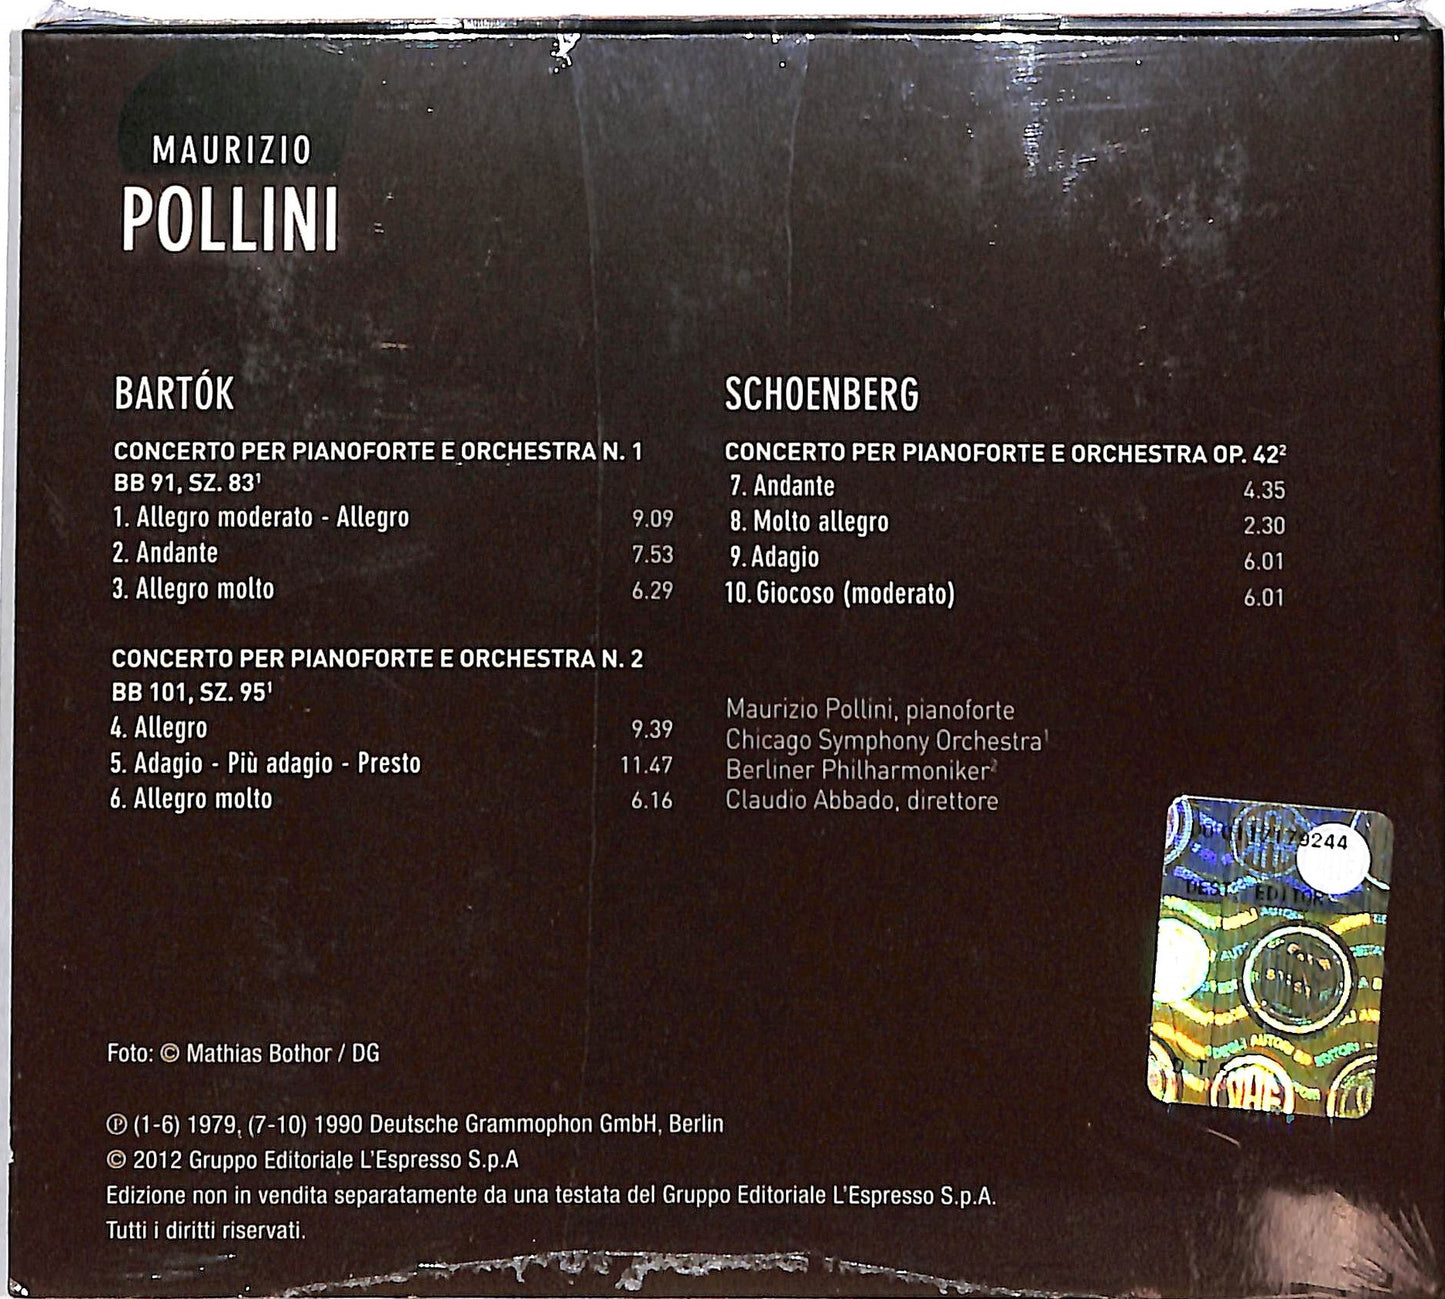 MAURIZIO
POLLINI
BARTÓK
CONCERTO PER PIANOFORTE E ORCHESTRA N. 1
BB 91, SZ. 83¹
1. Allegro moderato - Allegro 9.09
2. Andante 7.53
3. Allegro molto 6.29
CONCERTO PER PIANOFORTE E ORCHESTRA N. 2
BB 101, SZ. 95¹
4. Allegro 9.39
5. Adagio - Più adagio - Presto 11.47
6. Allegro molto 6.16
SCHOENBERG
CONCERTO PER PIANOFORTE E ORCHESTRA OP. 42²
7. Andante 4.35
8. Molto allegro 2.30
9. Adagio 6.01
10. Giocoso (moderato) 6.01
Maurizio Pollini, pianoforte
Chicago Symphony Orchestra¹
Berliner Philharmoniker²
Claudio Abbado, direttore
Foto: © Mathias Bothor / DG
℗ (1-6) 1979, (7-10) 1990 Deutsche Grammophon GmbH, Berlin
© 2012 Gruppo Editoriale L'Espresso S.p.A
Edizione non in vendita separatamente da una testata del Gruppo Editoriale L'Espresso S.p.A.
Tutti i diritti riservati.
DEGLI AUTORI ED EDITORI